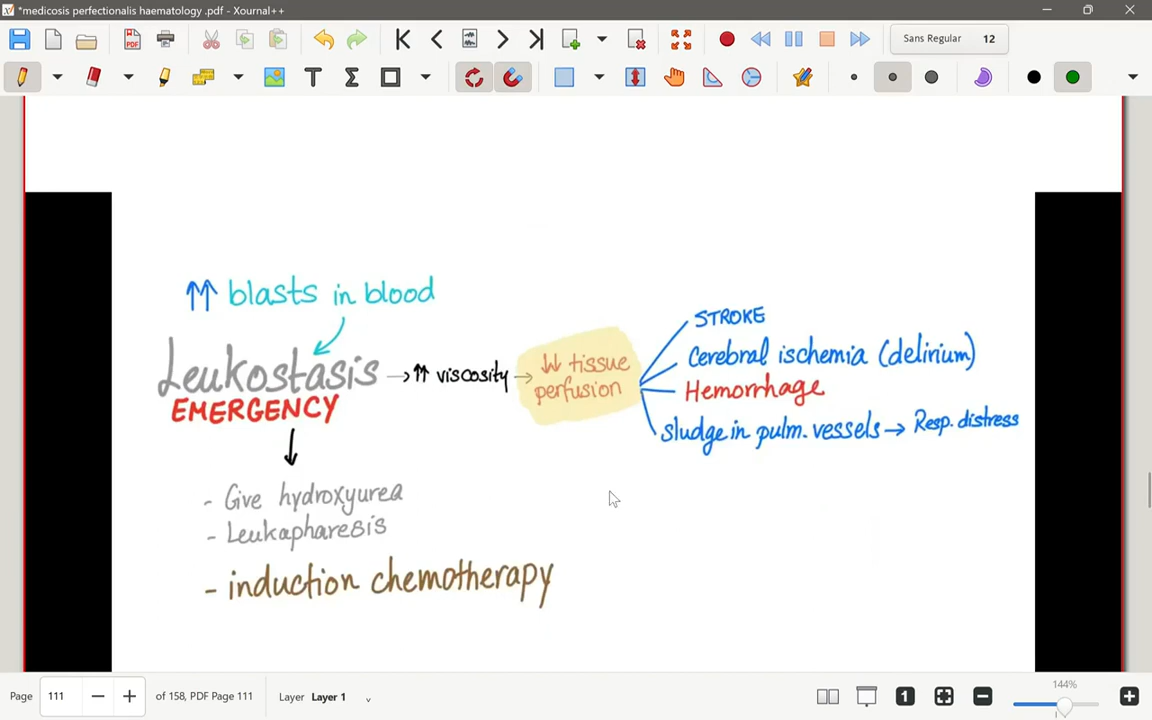 *medicosis perfectionalis haematology .pdf - Xournal++
Sans Regular 12
↑↑ blasts in blood
Leukostasis → ↑↑ viscosity → ↓↓ tissue perfusion
EMERGENCY
STROKE
Cerebral ischemia (delirium)
Hemorrhage
sludge in pulm. vessels → Resp. distress
- Give hydroxyurea
- Leukapharesis
- induction chemotherapy
Page 111 of 158, PDF Page 111 Layer Layer 1 144%